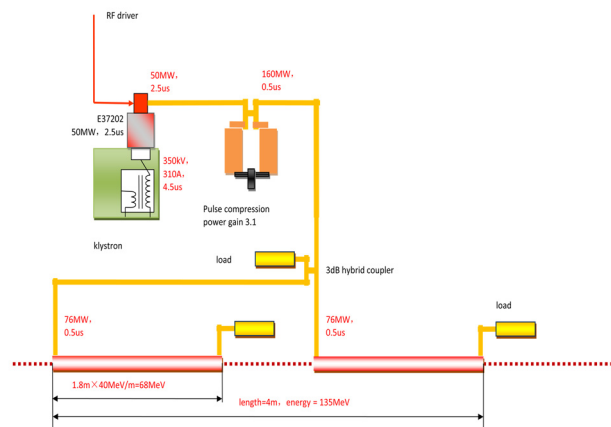 RF driver
50MW，
2.5us
160MW，
0.5us
E37202
50MW，2.5us
350kV,
310A,
4.5us
Pulse compression
power gain 3.1
klystron
load
3dB hybrid coupler
76MW，
0.5us
76MW，
0.5us
load
1.8m×40MeV/m=68MeV
length=4m，energy = 135MeV